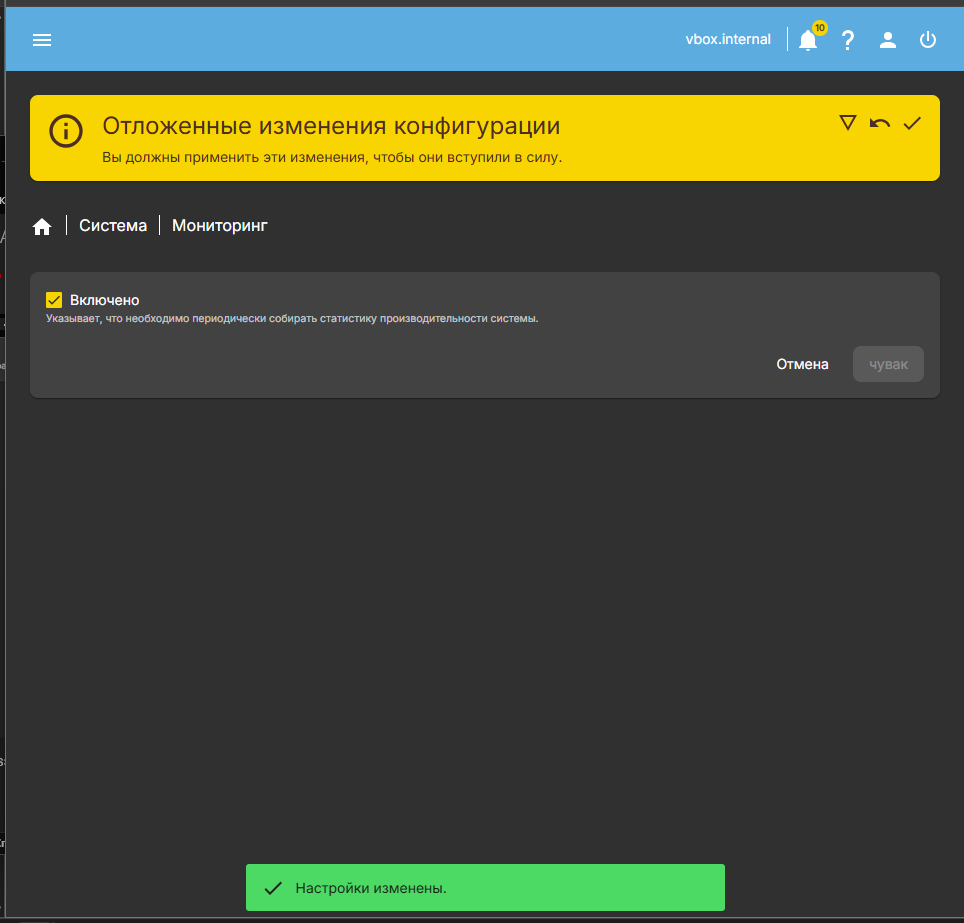 vbox.internal
10
Отложенные изменения конфигурации
Вы должны применить эти изменения, чтобы они вступили в силу.
Система
Мониторинг
Включено
Указывает, что необходимо периодически собирать статистику производительности системы.
Отмена
чувак
Настройки изменены.